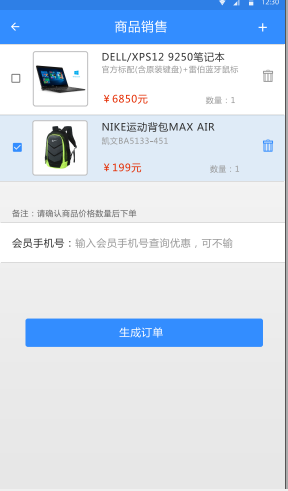 12:30
商品销售
DELL/XPS12 9250笔记本
官方标配(含原装键盘)+雷伯蓝牙鼠标
¥6850元
数量：1
NIKE运动背包MAX AIR
凯文BA5133-451
¥199元
数量：1
备注：请确认商品价格数量后下单
会员手机号：输入会员手机号查询优惠，可不输
生成订单